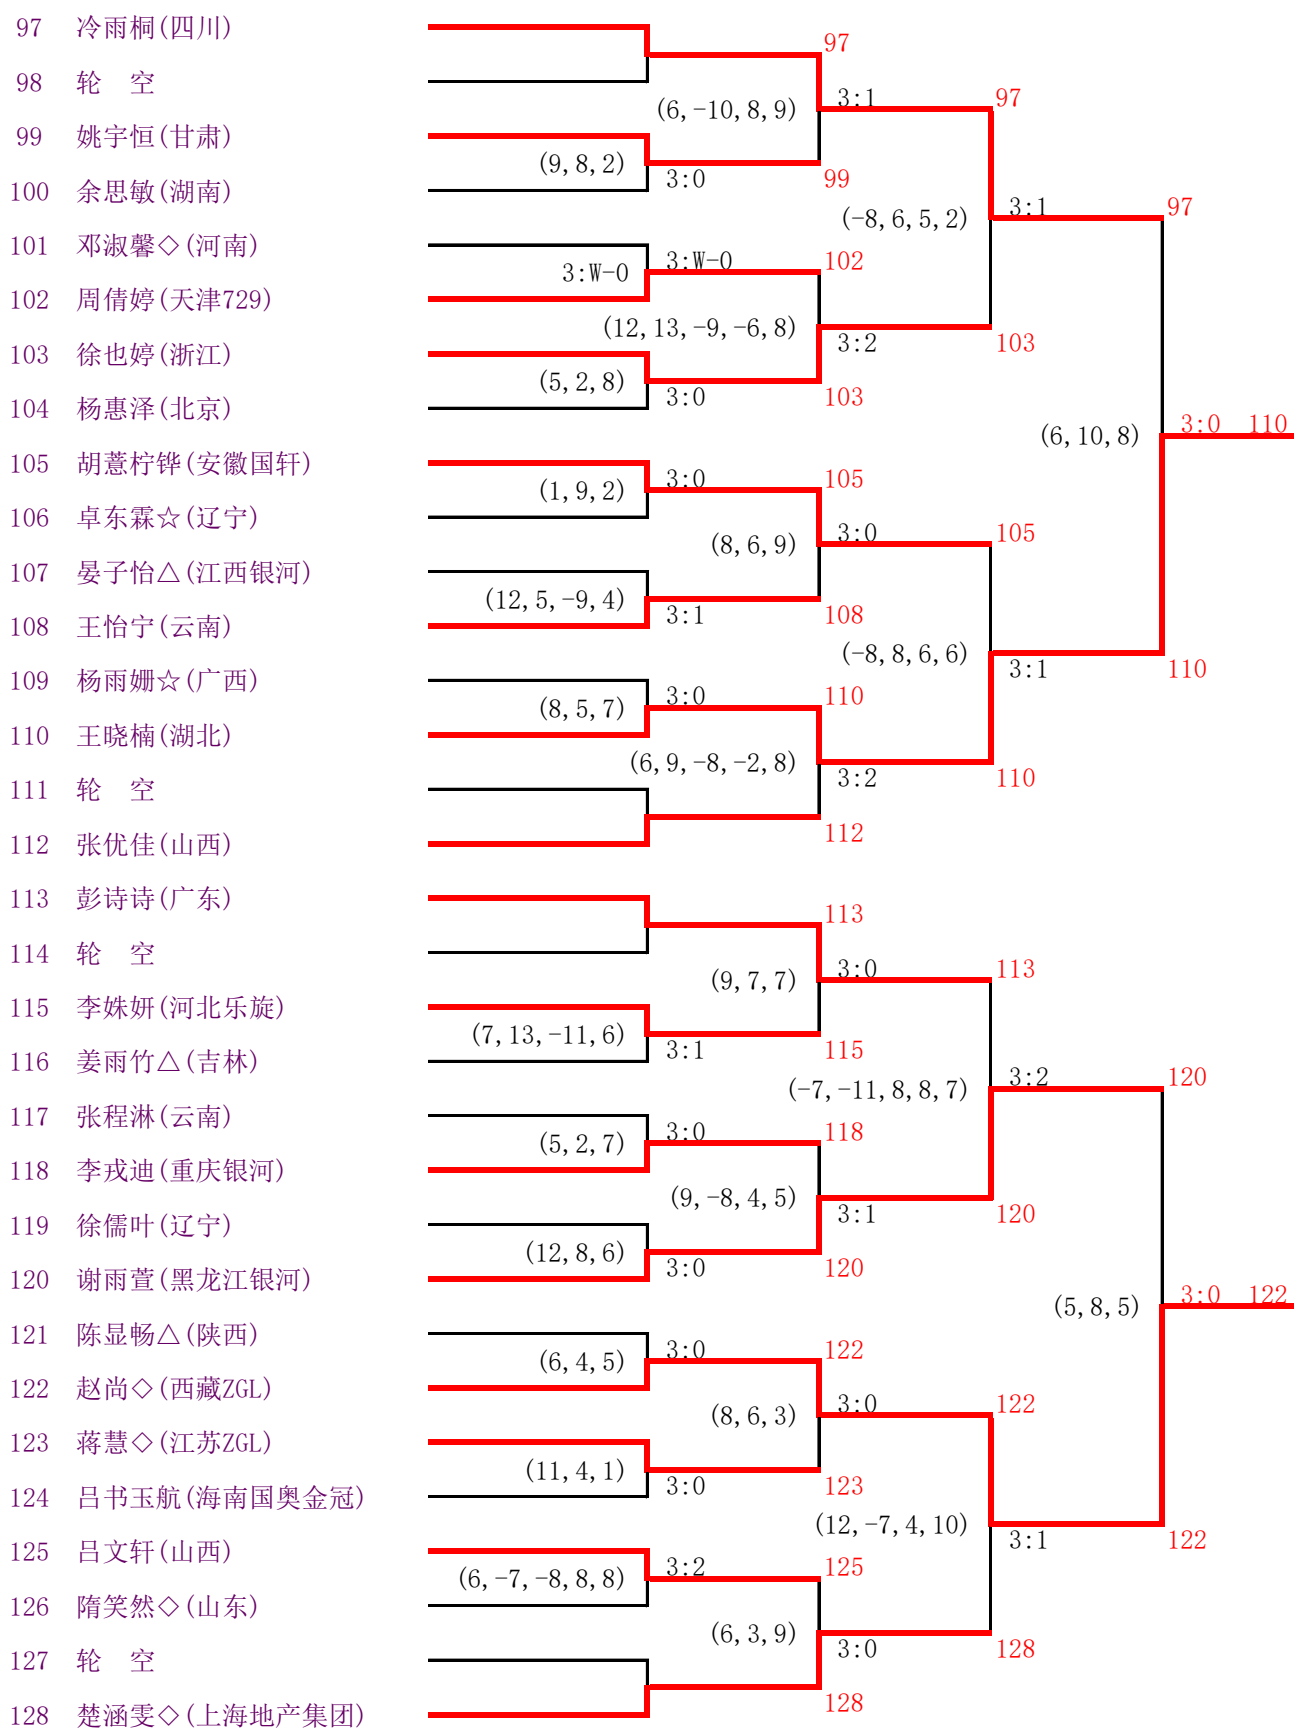 97 冷雨桐(四川)
97
98 轮 空
(6,-10,8,9) 3:1 97
99 姚宇恒(甘肃)
(9,8,2) 3:0 99
100 余思敏(湖南)
(-8,6,5,2) 3:1 97
101 邓淑馨◇(河南)
3:W-0 3:W-0 102
102 周倩婷(天津729)
(12,13,-9,-6,8) 3:2 103
103 徐也婷(浙江)
(5,2,8) 3:0 103
104 杨惠泽(北京)
(6,10,8) 3:0 110
105 胡薏柠铧(安徽国轩)
(1,9,2) 3:0 105
106 卓东霖☆(辽宁)
(8,6,9) 3:0 105
107 晏子怡△(江西银河)
(12,5,-9,4) 3:1 108
108 王怡宁(云南)
(-8,8,6,6) 3:1 110
109 杨雨姗☆(广西)
(8,5,7) 3:0 110
110 王晓楠(湖北)
(6,9,-8,-2,8) 3:2 110
111 轮 空
112
112 张优佳(山西)
113 彭诗诗(广东)
113
114 轮 空
(9,7,7) 3:0 113
115 李姝妍(河北乐旋)
(7,13,-11,6) 3:1 115
116 姜雨竹△(吉林)
(-7,-11,8,8,7) 3:2 120
117 张程淋(云南)
(5,2,7) 3:0 118
118 李戎迪(重庆银河)
(9,-8,4,5) 3:1 120
119 徐儒叶(辽宁)
(12,8,6) 3:0 120
120 谢雨萱(黑龙江银河)
(5,8,5) 3:0 122
121 陈显畅△(陕西)
(6,4,5) 3:0 122
122 赵尚◇(西藏ZGL)
(8,6,3) 3:0 122
123 蒋慧◇(江苏ZGL)
(11,4,1) 3:0 123
124 吕书玉航(海南国奥金冠)
(12,-7,4,10) 3:1 122
125 吕文轩(山西)
(6,-7,-8,8,8) 3:2 125
126 隋笑然◇(山东)
(6,3,9) 3:0 128
127 轮 空
128
128 楚涵雯◇(上海地产集团)